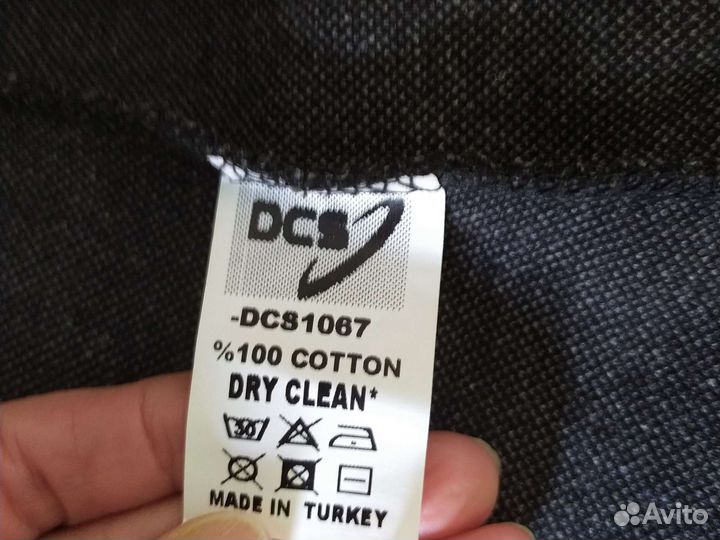 DCS
-DCS1067
%100 COTTON
DRY CLEAN*
30
MADE IN TURKEY
Avito